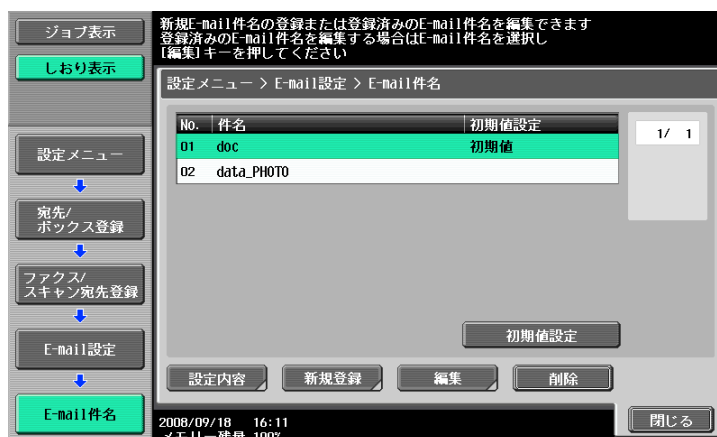 ジョブ表示
しおり表示
新規E-mail件名の登録または登録済みのE-mail件名を編集できます
登録済みのE-mail件名を編集する場合はE-mail件名を選択し
[編集]キーを押してください
設定メニュー > E-mail設定 > E-mail件名
No. 件名 初期値設定
01 doc 初期値
02 data_PHOTO
1/ 1
設定メニュー
宛先/
ボックス登録
ファクス/
スキャン宛先登録
E-mail設定
E-mail件名
初期値設定
設定内容 新規登録 編集 削除
2008/09/18 16:11
メモリー残量 100%
閉じる